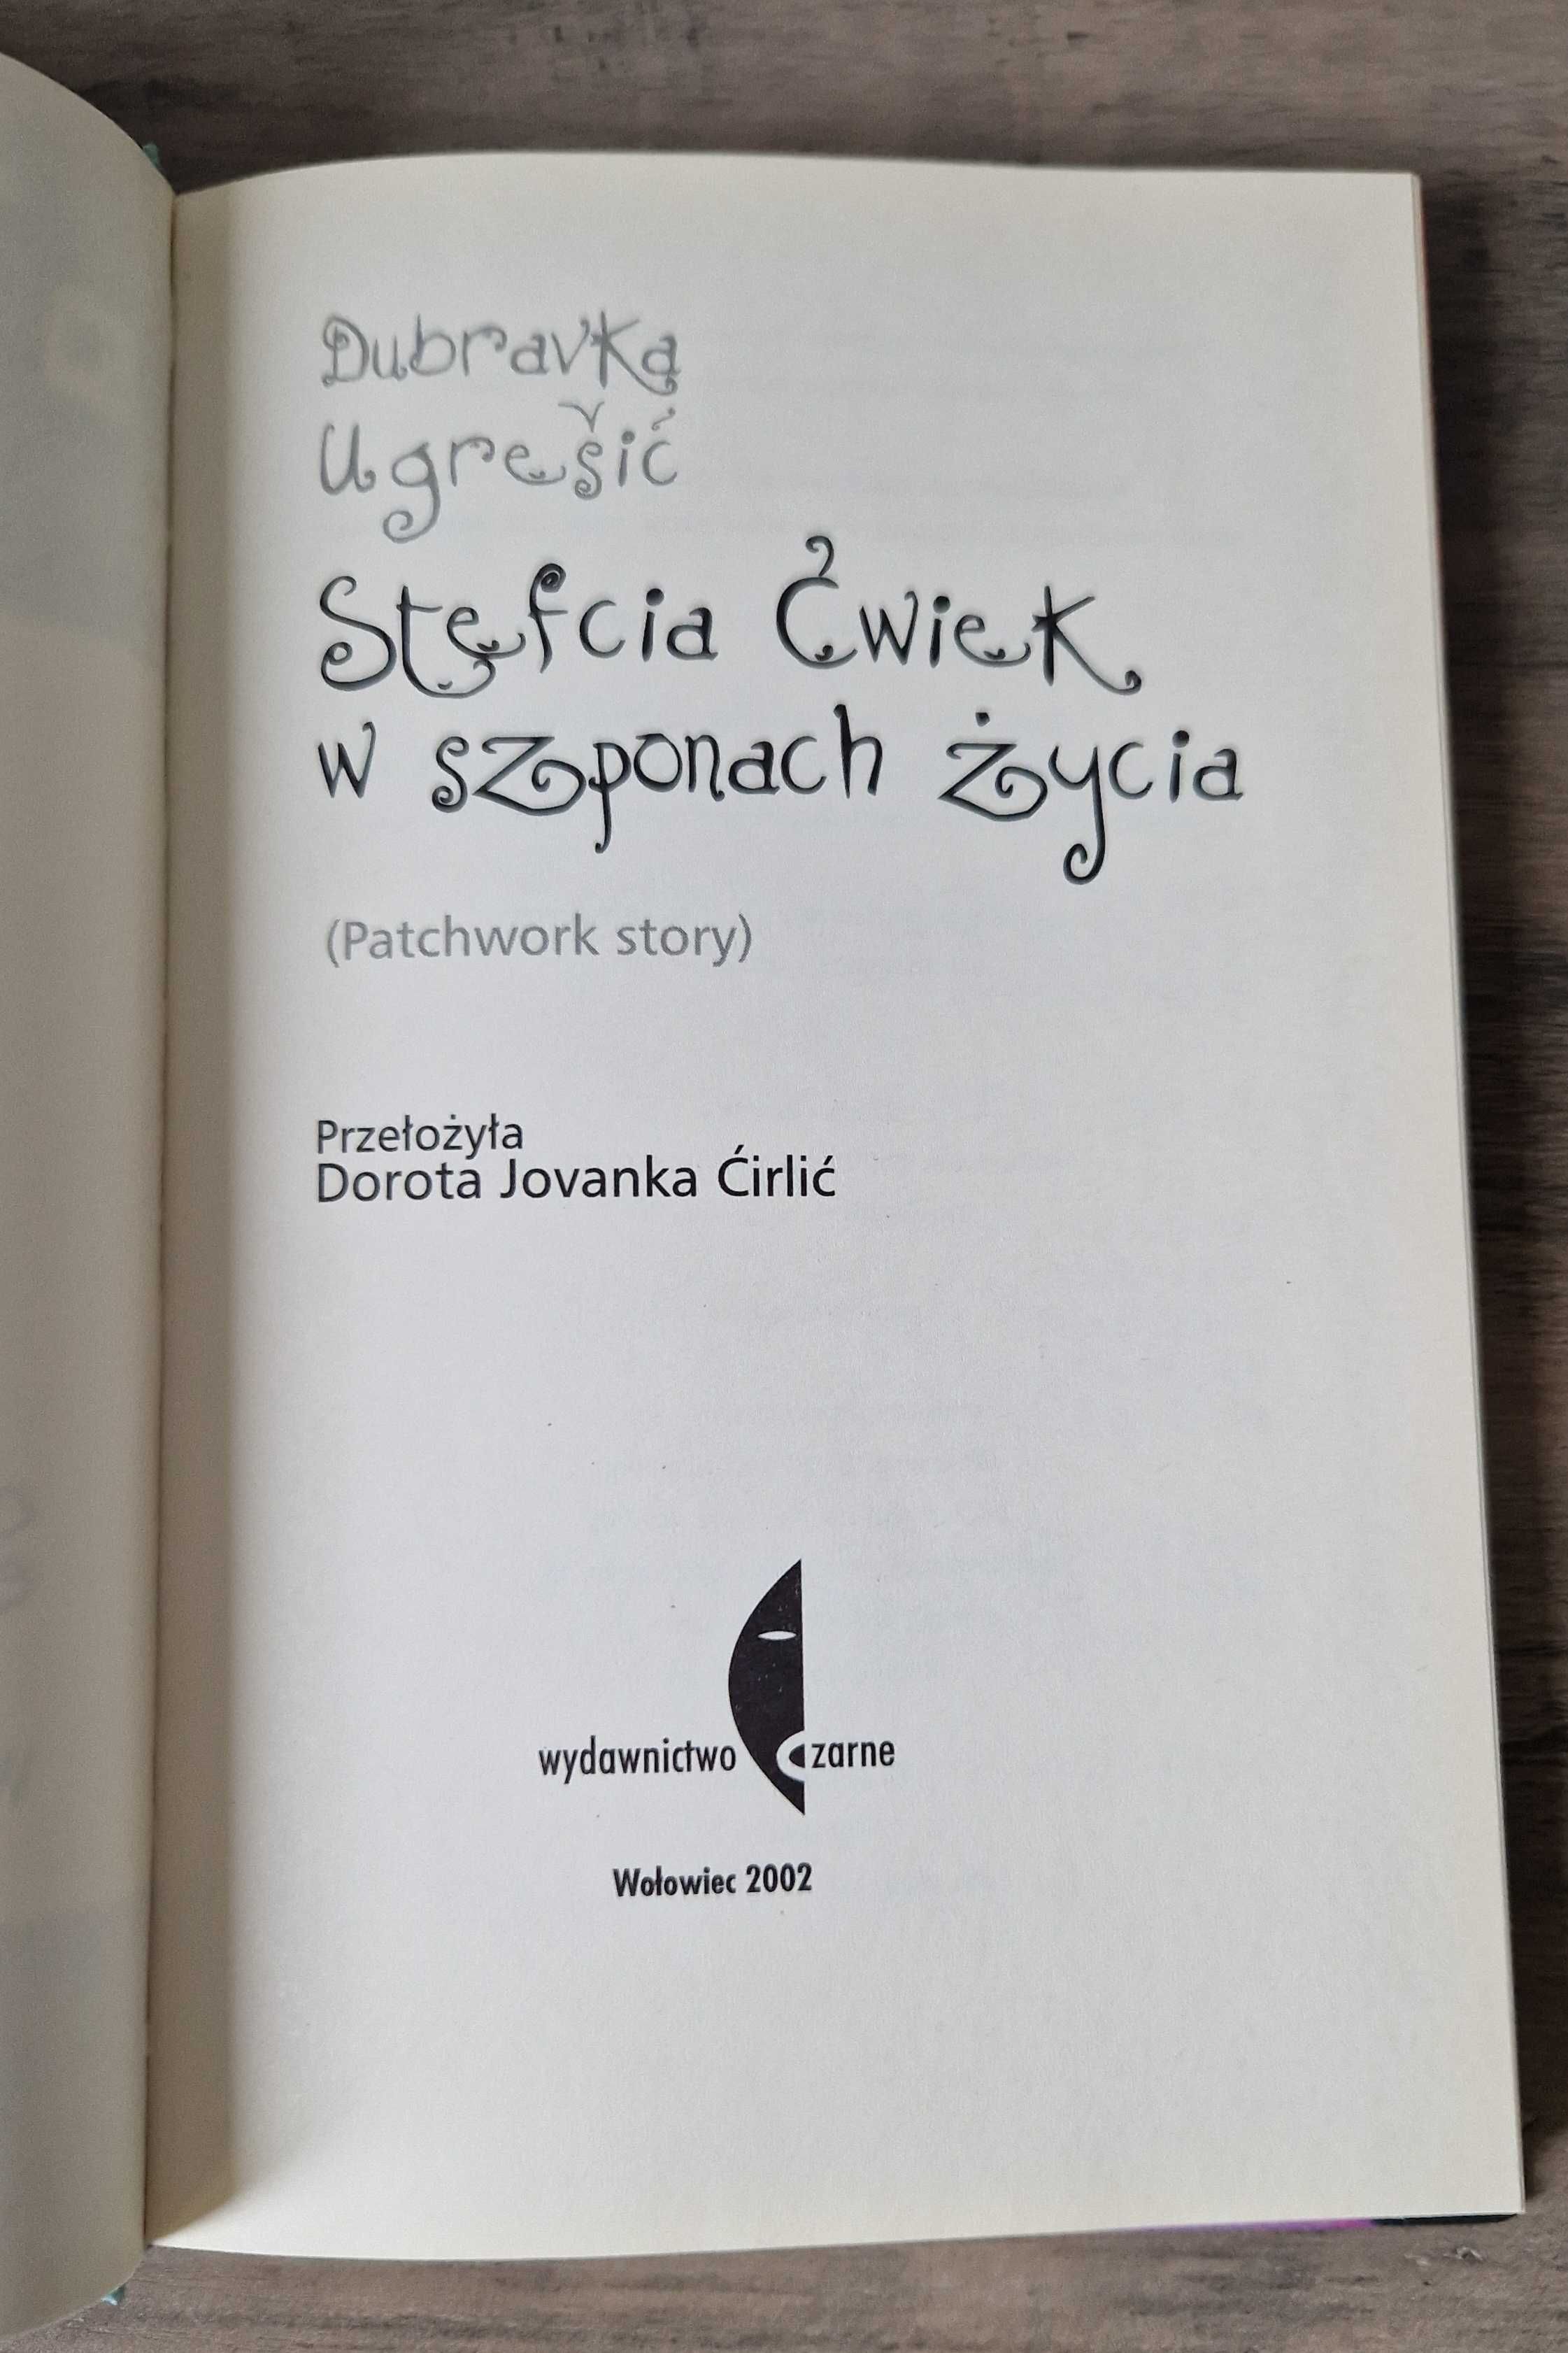 Dubravka
Ugrešić
Stefcia Ćwiek
w szponach życia
(Patchwork story)
Przełożyła
Dorota Jovanka Ćirlić
wydawnictwo Czarne
Wołowiec 2002